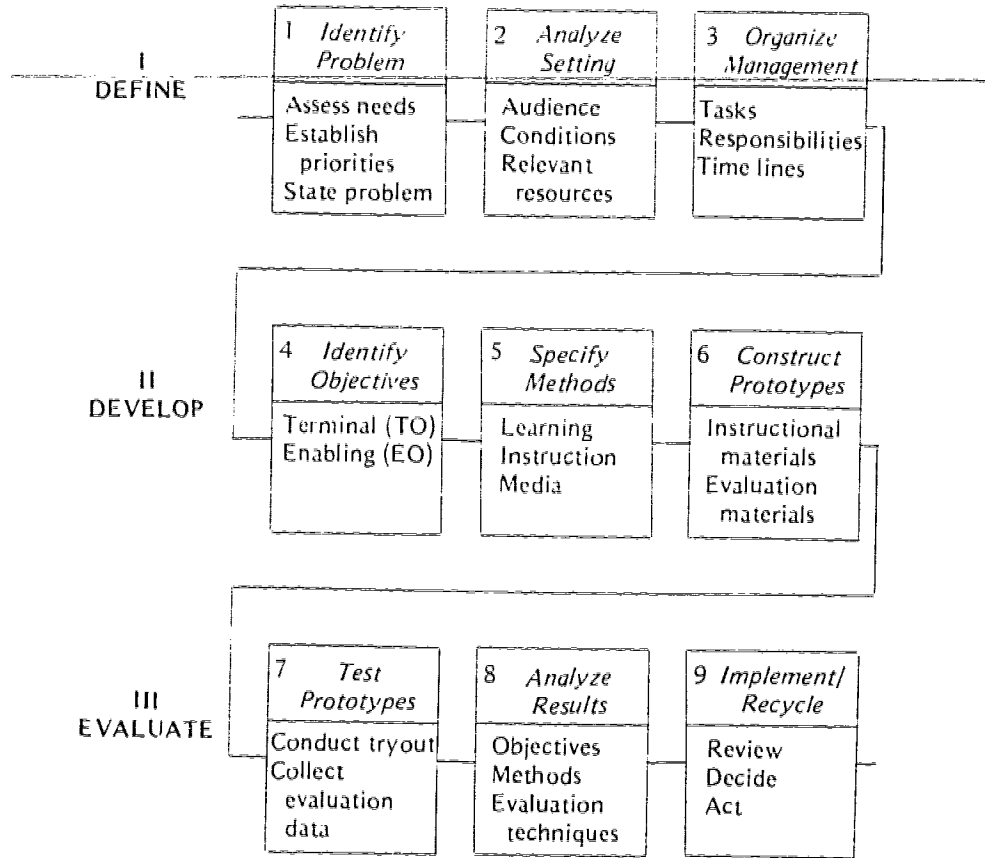 I
DEFINE
1 Identify
Problem
Assess needs
Establish
priorities
State problem
2 Analyze
Setting
Audience
Conditions
Relevant
resources
3 Organize
Management
Tasks
Responsibilities
Time lines
II
DEVELOP
4 Identify
Objectives
Terminal (TO)
Enabling (EO)
5 Specify
Methods
Learning
Instruction
Media
6 Construct
Prototypes
Instructional
materials
Evaluation
materials
III
EVALUATE
7 Test
Prototypes
Conduct tryout
Collect
evaluation
data
8 Analyze
Results
Objectives
Methods
Evaluation
techniques
9 Implement/
Recycle
Review
Decide
Act